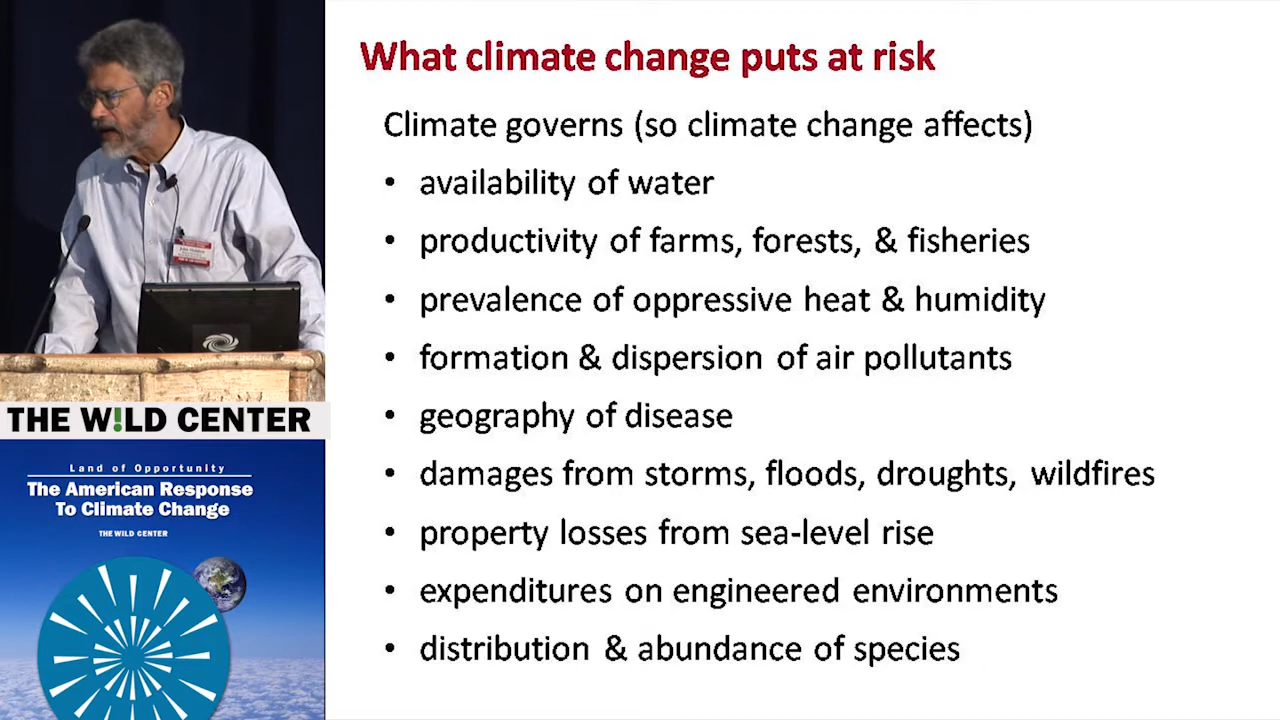 What climate change puts at risk
Climate governs (so climate change affects)
• availability of water
• productivity of farms, forests, & fisheries
• prevalence of oppressive heat & humidity
• formation & dispersion of air pollutants
• geography of disease
• damages from storms, floods, droughts, wildfires
• property losses from sea-level rise
• expenditures on engineered environments
• distribution & abundance of species
THE W!LD CENTER
Land of Opportunity
The American Response
To Climate Change
THE WILD CENTER